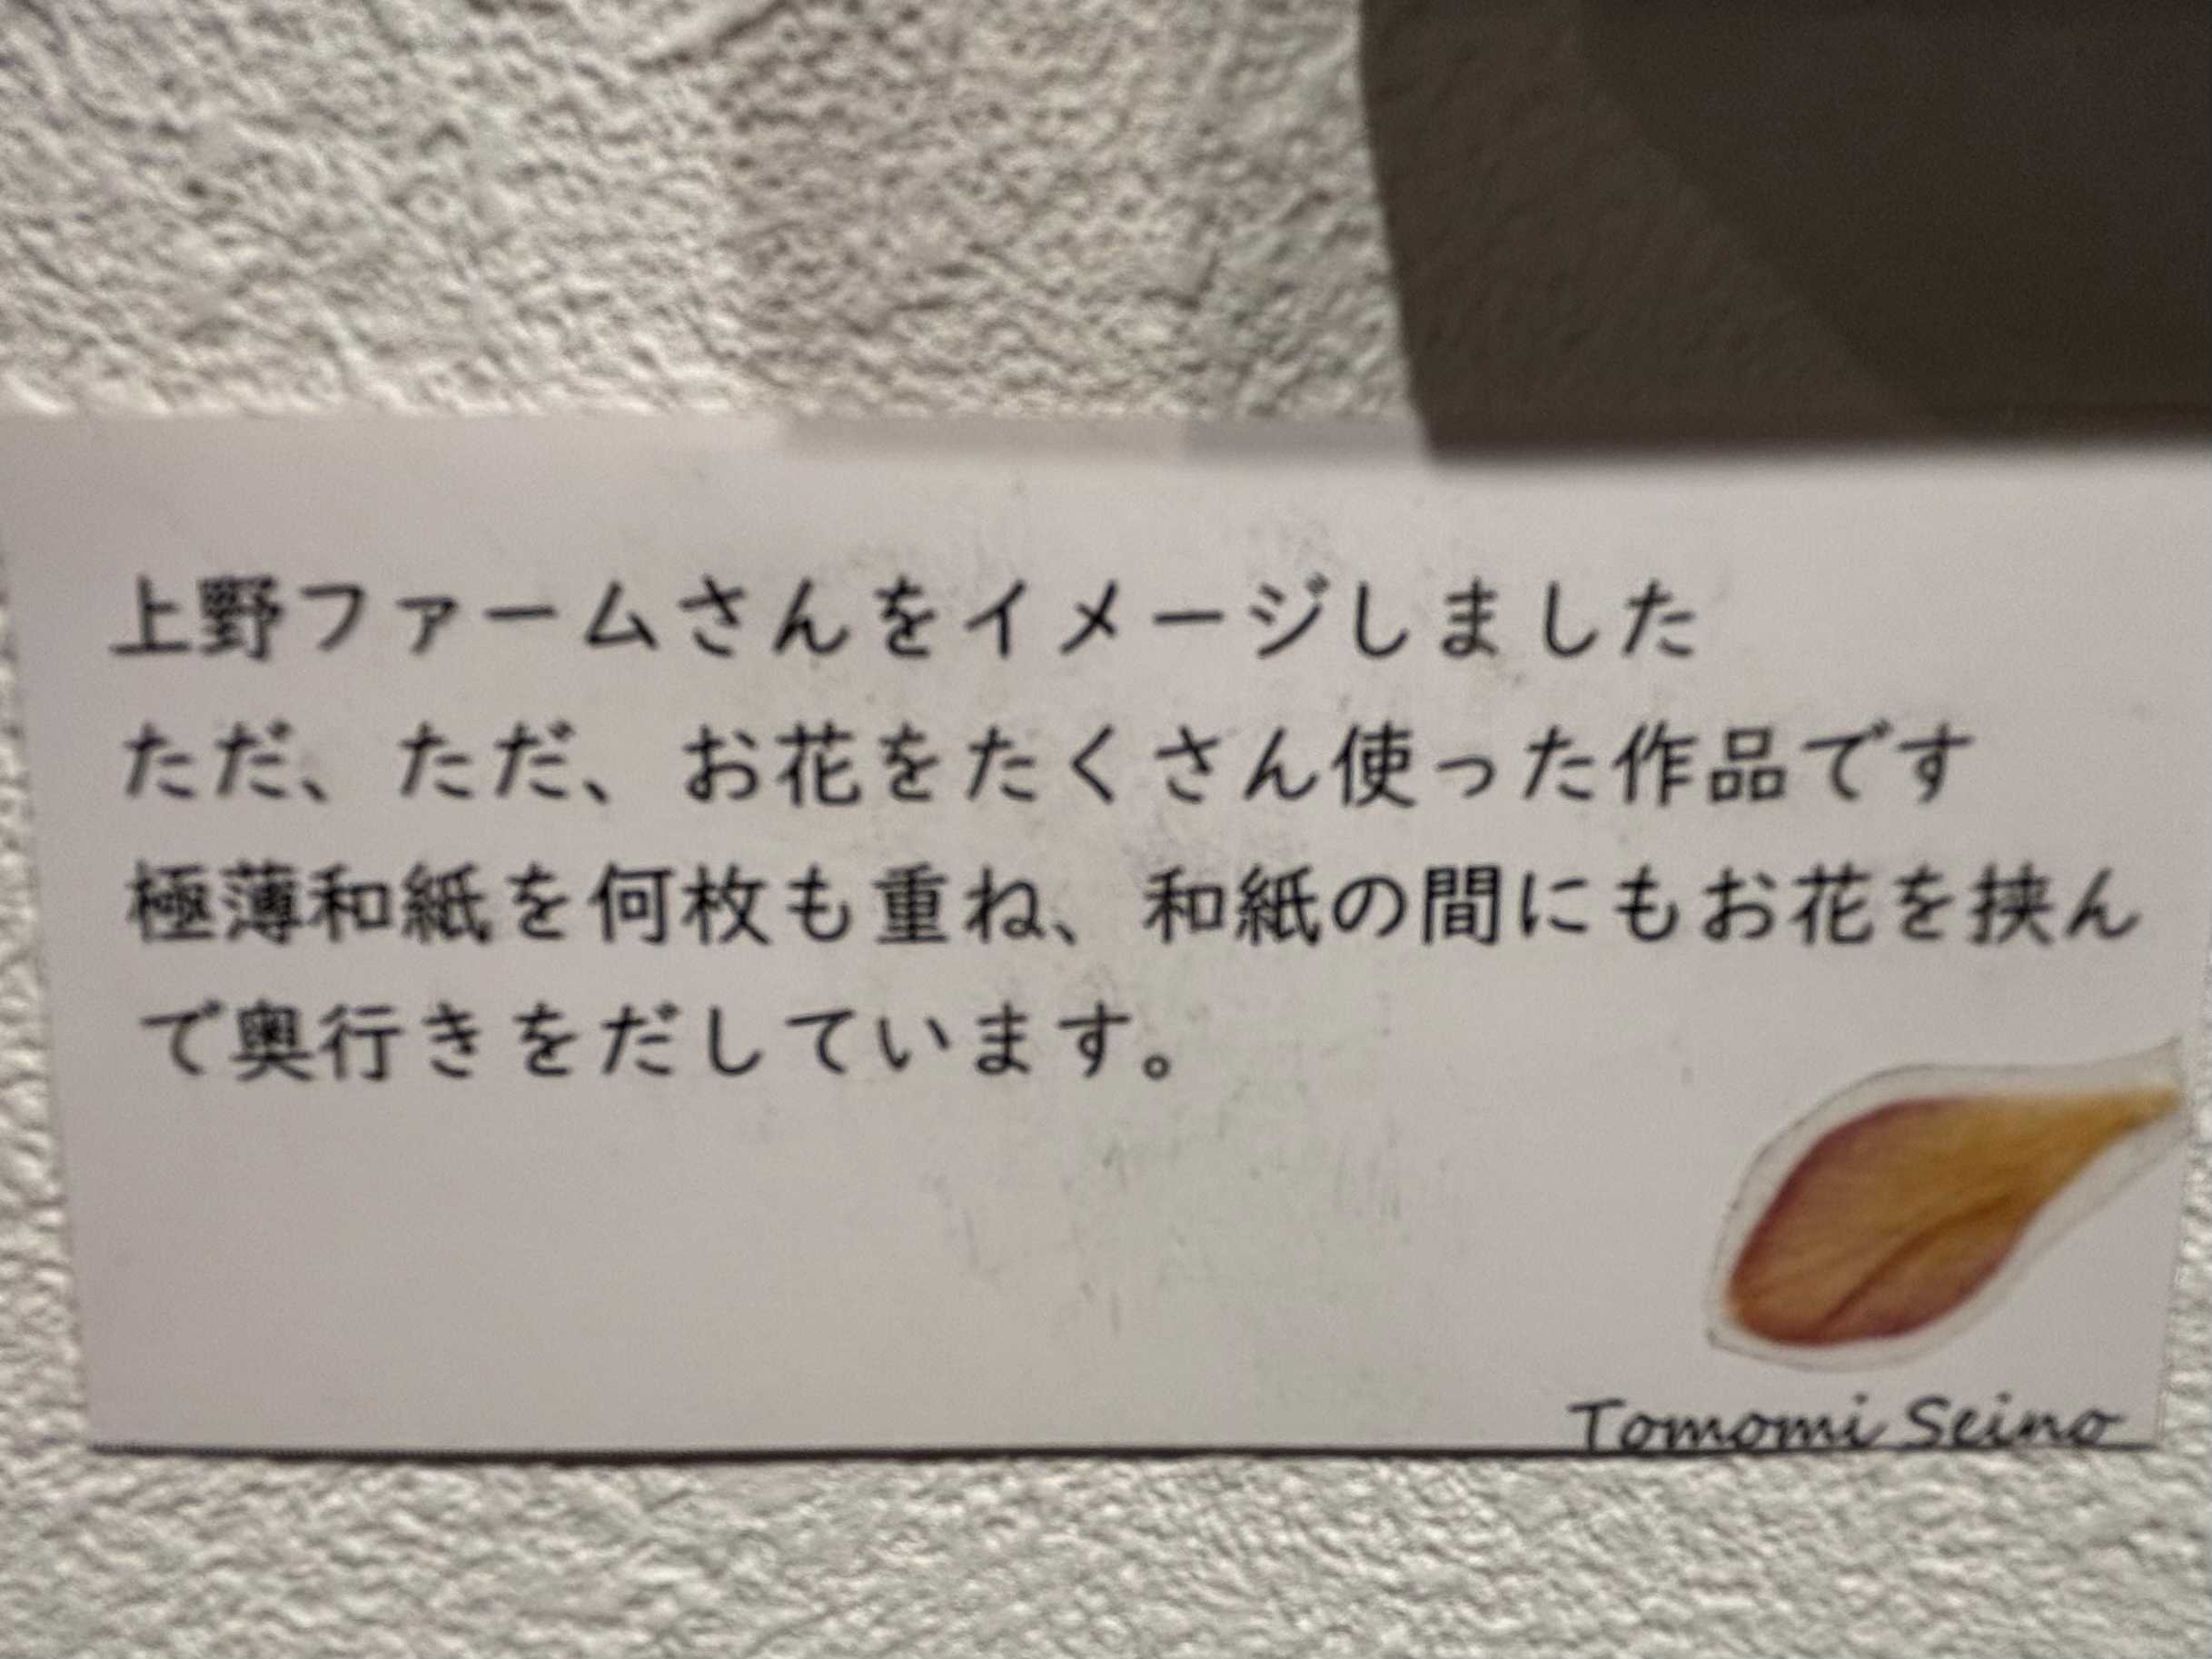 上野ファームさんをイメージしました
ただ、ただ、お花をたくさん使った作品です
極薄和紙を何枚も重ね、和紙の間にもお花を挟ん
で奥行きをだしています。
Tomomi Seino